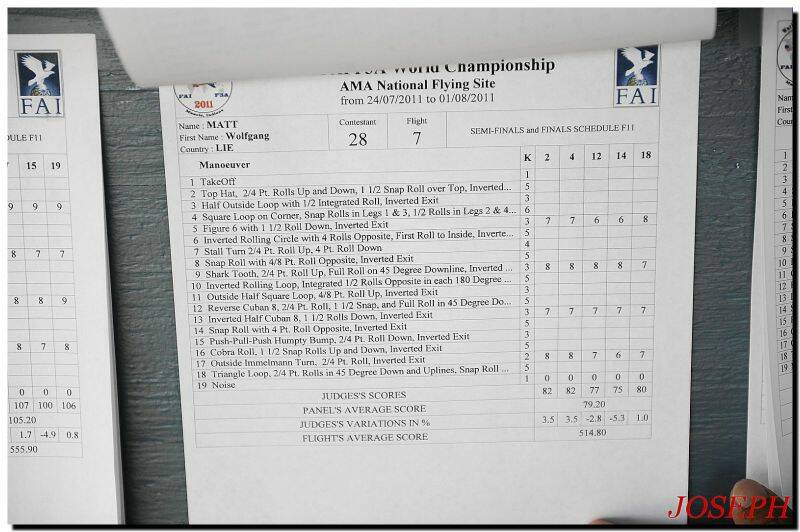 FAI
DULE F11
15 19
9 9 9
8 7 7
8 8 9
8 7 8
0 0 0
107 100 106
105.20
1.7 -4.9 0.8
555.90
F3A World Championship
AMA National Flying Site
from 24/07/2011 to 01/08/2011
FAI F3A
2011
FAI
Name : MATT
First Name : Wolfgang
Country : LIE
Contestant
28
Flight
7
SEMI-FINALS and FINALS SCHEDULE F11
Manoeuver K 2 4 12 14 18
1 TakeOff 1
2 Top Hat, 2/4 Pt. Rolls Up and Down, 1 1/2 Snap Roll over Top, Inverted... 5
3 Half Outside Loop with 1/2 Integrated Roll, Inverted Exit 3
4 Square Loop on Corner, Snap Rolls in Legs 1 & 3, 1/2 Rolls in Legs 2 & 4... 6
5 Figure 6 with 1 1/2 Roll Down, Inverted Exit 3 7 7 6 6 8
6 Inverted Rolling Circle with 4 Rolls Opposite, First Roll to Inside, Inverte... 5
7 Stall Turn 2/4 Pt. Roll Up, 4 Pt. Roll Down 4
8 Snap Roll with 4/8 Pt. Roll Opposite, Inverted Exit 5
9 Shark Tooth, 2/4 Pt. Roll Up, Full Roll on 45 Degree Downline, Inverted ... 3 8 8 8 8 7
10 Inverted Rolling Loop, Integrated 1/2 Rolls Opposite in each 180 Degree ... 5
11 Outside Half Square Loop, 4/8 Pt. Roll Up, Inverted Exit 3
12 Reverse Cuban 8, 2/4 Pt. Roll, 1 1/2 Snap, and Full Roll in 45 Degree Do... 5
13 Inverted Half Cuban 8, 1 1/2 Rolls Down, Inverted Exit 3 7 7 7 7 7
14 Snap Roll with 4 Pt. Roll Opposite, Inverted Exit 5
15 Push-Pull-Push Humpty Bump, 2/4 Pt. Roll Down, Inverted Exit 3
16 Cobra Roll, 1 1/2 Snap Rolls Up and Down, Inverted Exit 5
17 Outside Immelmann Turn, 2/4 Pt. Roll, Inverted Exit 2 8 8 7 6 7
18 Triangle Loop, 2/4 Pt. Rolls in 45 Degree Down and Uplines, Snap Roll ... 5
19 Noise 1 0 0 0 0 0
JUDGES'S SCORES 82 82 77 75 80
PANEL'S AVERAGE SCORE 79.20
JUDGES'S VARIATIONS IN % 3.5 3.5 -2.8 -5.3 1.0
FLIGHT'S AVERAGE SCORE 514.80
JOSEPH